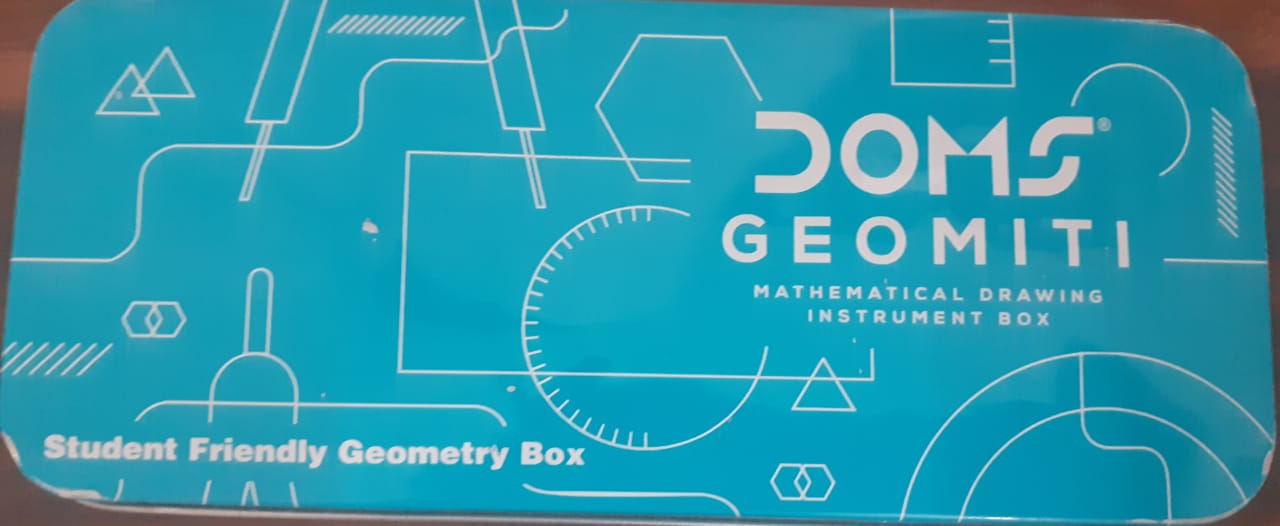 DOMS®
GEOMITI
MATHEMATICAL DRAWING
INSTRUMENT BOX
Student Friendly Geometry Box